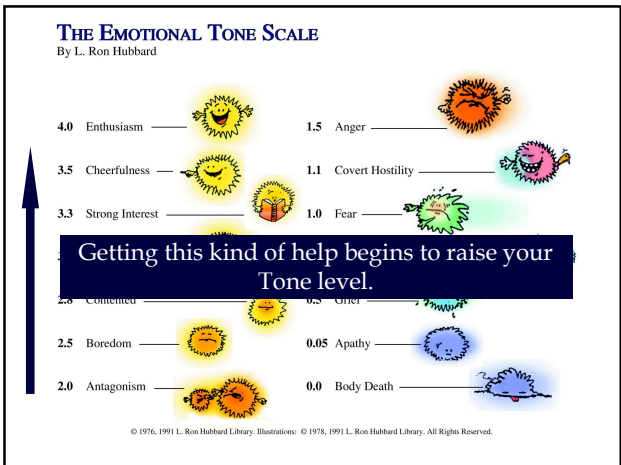 THE EMOTIONAL TONE SCALE
By L. Ron Hubbard
4.0 Enthusiasm
3.5 Cheerfulness
3.3 Strong Interest
2.8 Contented
2.5 Boredom
2.0 Antagonism
1.5 Anger
1.1 Covert Hostility
1.0 Fear
0.5 Grief
0.05 Apathy
0.0 Body Death
Getting this kind of help begins to raise your
Tone level.
© 1976, 1991 L. Ron Hubbard Library. Illustrations: © 1978, 1991 L. Ron Hubbard Library. All Rights Reserved.